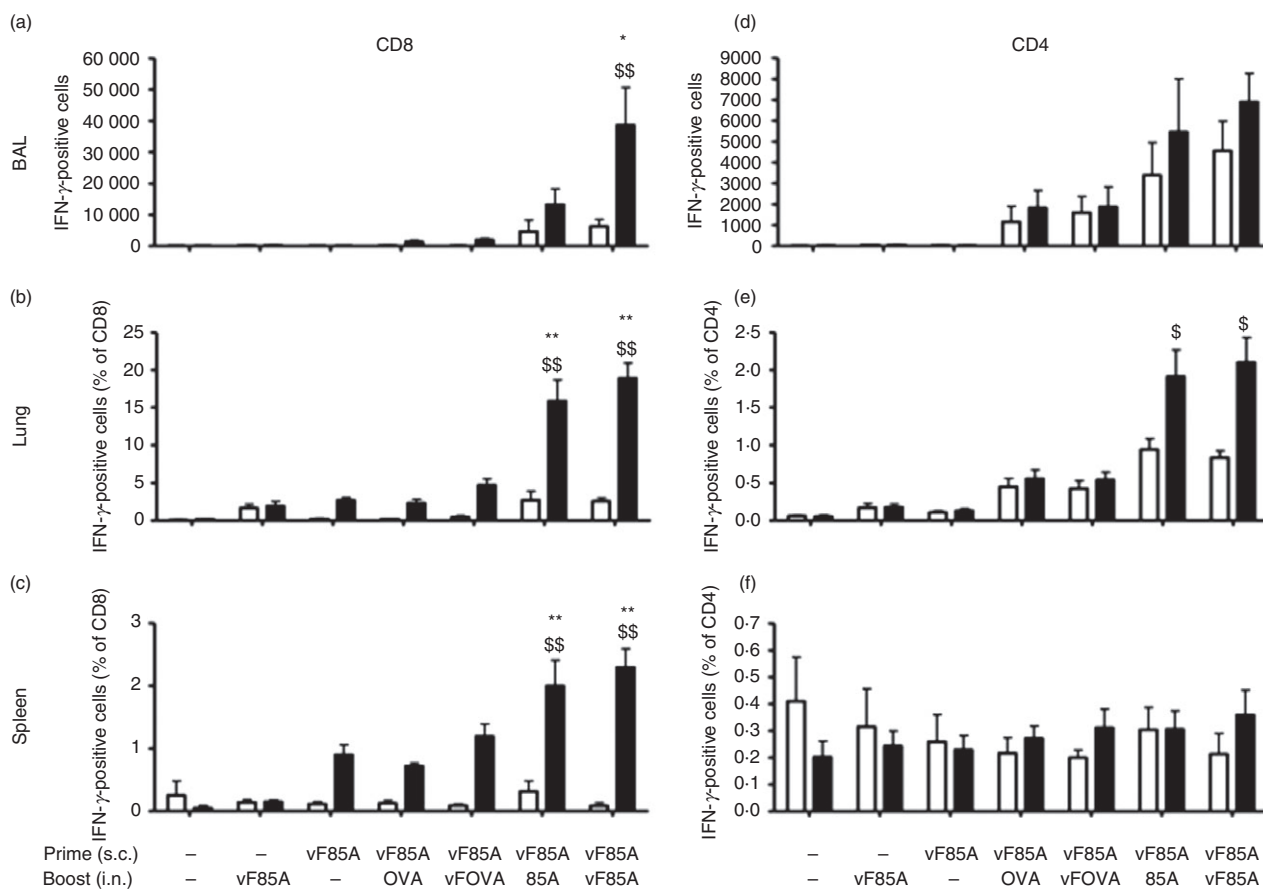 (a)
CD8
*
$$
60 000
50 000
40 000
30 000
20 000
10 000
0
IFN-γ-positive cells
BAL
(d)
CD4
9000
8000
7000
6000
5000
4000
3000
2000
1000
0
IFN-γ-positive cells
(b)
** **
$$ $$
25
20
15
10
5
0
IFN-γ-positive cells (% of CD8)
Lung
(e)
$ $
2·5
2·0
1·5
1·0
0·5
0·0
IFN-γ-positive cells (% of CD4)
(c)
** **
$$ $$
3
2
1
0
IFN-γ-positive cells (% of CD8)
Spleen
(f)
0·7
0·6
0·5
0·4
0·3
0·2
0·1
0·0
IFN-γ-positive cells (% of CD4)
Prime (s.c.) – – vF85A vF85A vF85A vF85A vF85A
Boost (i.n.) – vF85A – OVA vFOVA 85A vF85A
– – vF85A vF85A vF85A vF85A vF85A
– vF85A – OVA vFOVA 85A vF85A